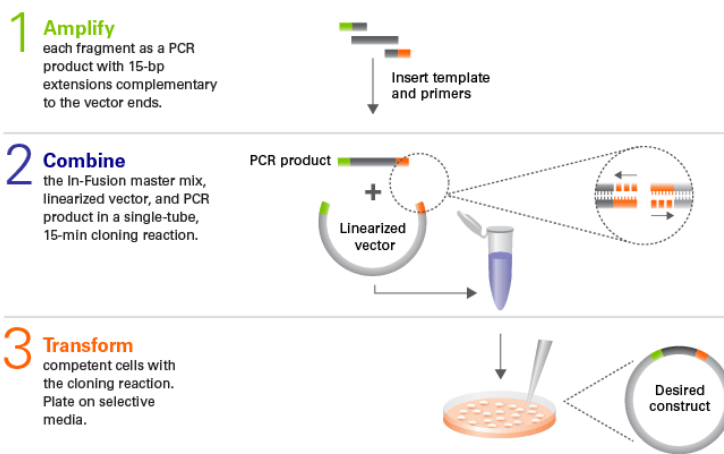 1 Amplify
each fragment as a PCR
product with 15-bp
extensions complementary
to the vector ends.
Insert template
and primers
2 Combine
the In-Fusion master mix,
linearized vector, and PCR
product in a single-tube,
15-min cloning reaction.
PCR product
+
Linearized
vector
3 Transform
competent cells with
the cloning reaction.
Plate on selective
media.
Desired
construct